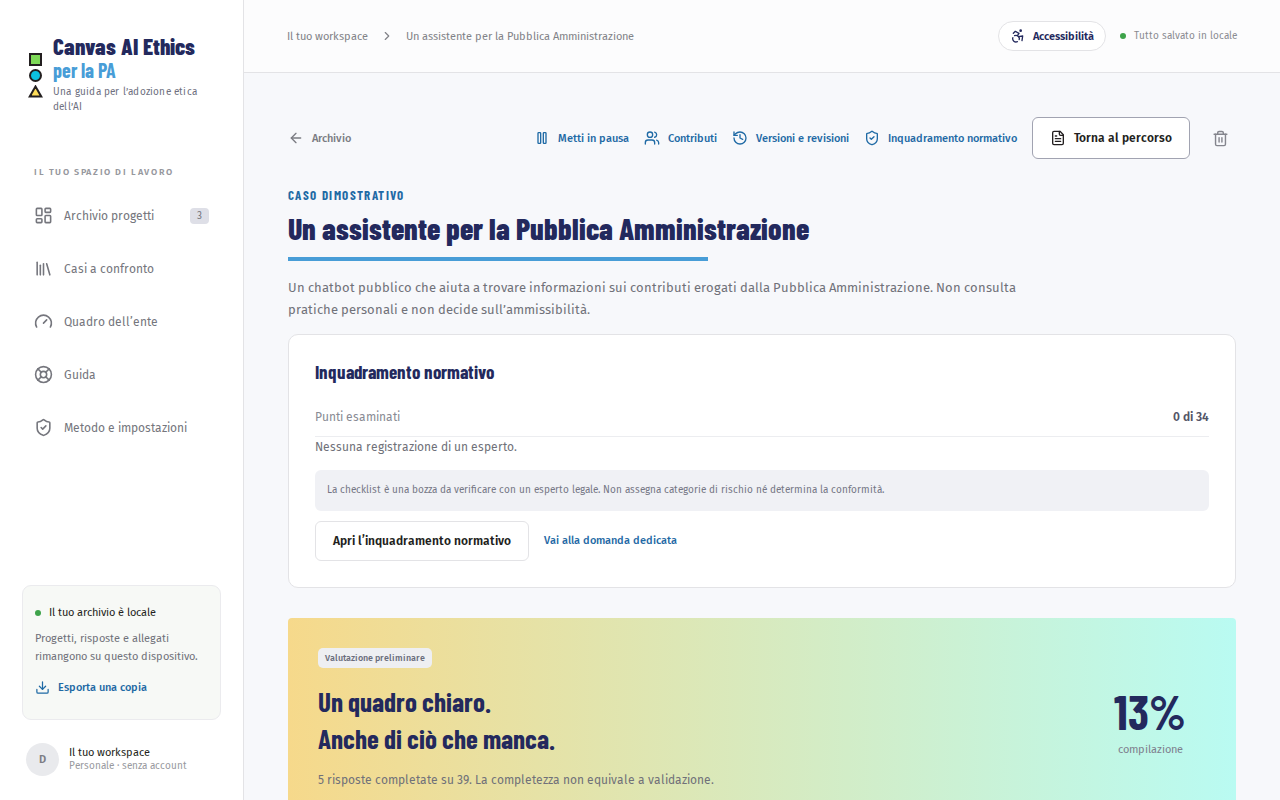 Canvas AI Ethics
per la PA
Una guida per l'adozione etica
dell'AI
IL TUO SPAZIO DI LAVORO
Archivio progetti
3
Casi a confronto
Quadro dell'ente
Guida
Metodo e impostazioni
Il tuo archivio è locale
Progetti, risposte e allegati
rimangono su questo dispositivo.
Esporta una copia
D
Il tuo workspace
Personale · senza account
Il tuo workspace
Un assistente per la Pubblica Amministrazione
Accessibilità
Tutto salvato in locale
Archivio
Metti in pausa
Contributi
Versioni e revisioni
Inquadramento normativo
Torna al percorso
CASO DIMOSTRATIVO
Un assistente per la Pubblica Amministrazione
Un chatbot pubblico che aiuta a trovare informazioni sui contributi erogati dalla Pubblica Amministrazione. Non consulta
pratiche personali e non decide sull'ammissibilità.
Inquadramento normativo
Punti esaminati
0 di 34
Nessuna registrazione di un esperto.
La checklist è una bozza da verificare con un esperto legale. Non assegna categorie di rischio né determina la conformità.
Apri l'inquadramento normativo
Vai alla domanda dedicata
Valutazione preliminare
Un quadro chiaro.
Anche di ciò che manca.
13%
compilazione
5 risposte completate su 39. La completezza non equivale a validazione.